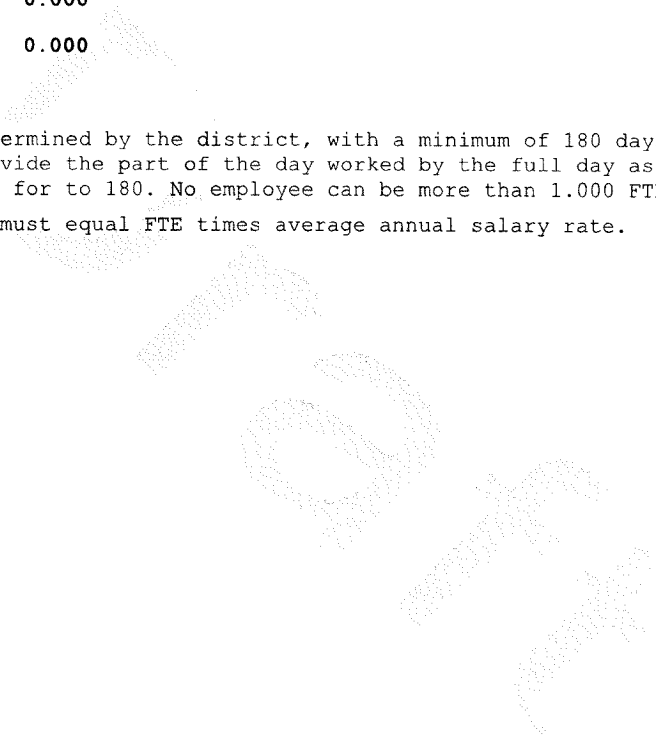 0.000
0.000
ermined by the district, with a minimum of 180 day
vide the part of the day worked by the full day as
for to 180. No employee can be more than 1.000 FT
must equal FTE times average annual salary rate.
Draft